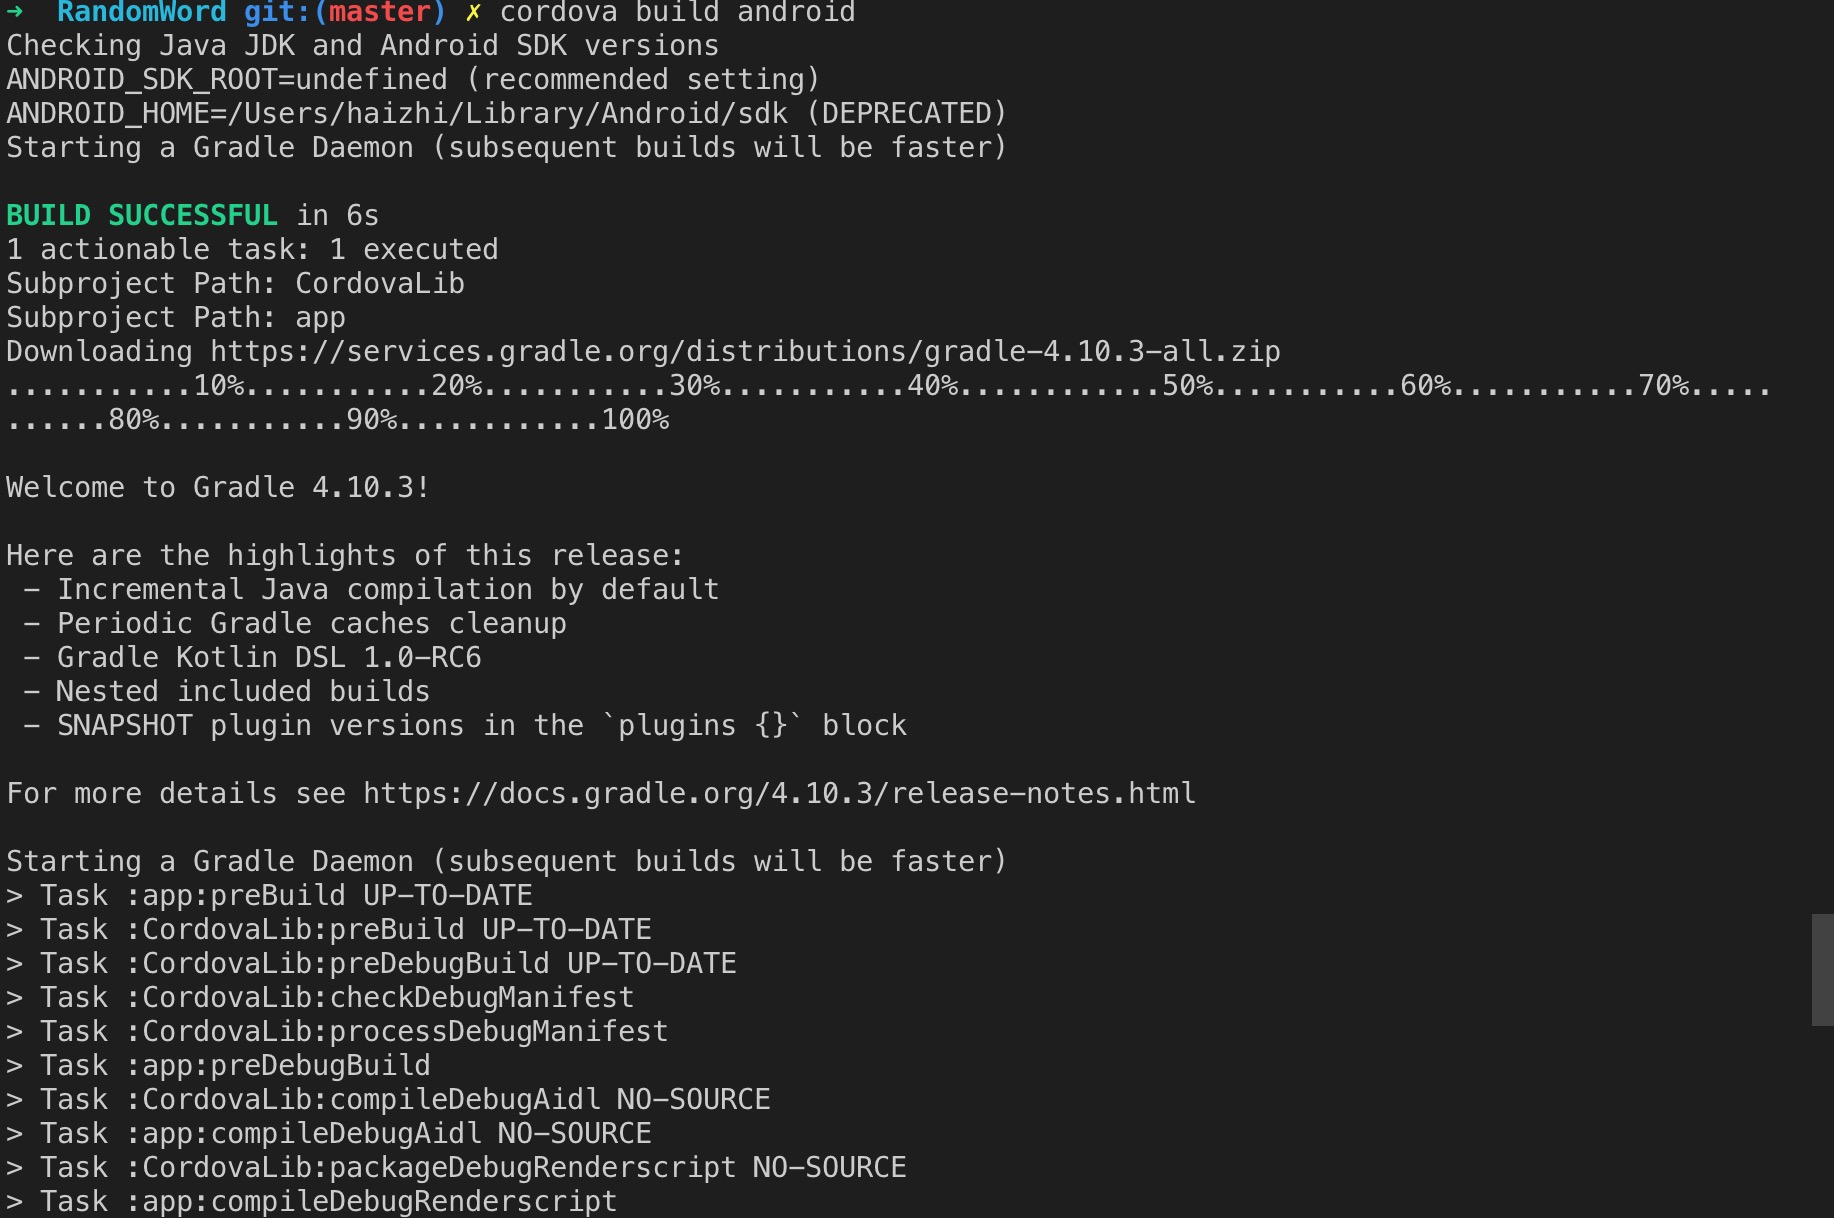 ➜  RandomWord git:(master) ✗ cordova build android
Checking Java JDK and Android SDK versions
ANDROID_SDK_ROOT=undefined (recommended setting)
ANDROID_HOME=/Users/haizhi/Library/Android/sdk (DEPRECATED)
Starting a Gradle Daemon (subsequent builds will be faster)

BUILD SUCCESSFUL in 6s
1 actionable task: 1 executed
Subproject Path: CordovaLib
Subproject Path: app
Downloading https://services.gradle.org/distributions/gradle-4.10.3-all.zip
...........10%...........20%...........30%...........40%............50%...........60%...........70%.....
......80%...........90%............100%

Welcome to Gradle 4.10.3!

Here are the highlights of this release:
 - Incremental Java compilation by default
 - Periodic Gradle caches cleanup
 - Gradle Kotlin DSL 1.0-RC6
 - Nested included builds
 - SNAPSHOT plugin versions in the `plugins {}` block

For more details see https://docs.gradle.org/4.10.3/release-notes.html

Starting a Gradle Daemon (subsequent builds will be faster)
> Task :app:preBuild UP-TO-DATE
> Task :CordovaLib:preBuild UP-TO-DATE
> Task :CordovaLib:preDebugBuild UP-TO-DATE
> Task :CordovaLib:checkDebugManifest
> Task :CordovaLib:processDebugManifest
> Task :app:preDebugBuild
> Task :CordovaLib:compileDebugAidl NO-SOURCE
> Task :app:compileDebugAidl NO-SOURCE
> Task :CordovaLib:packageDebugRenderscript NO-SOURCE
> Task :app:compileDebugRenderscript